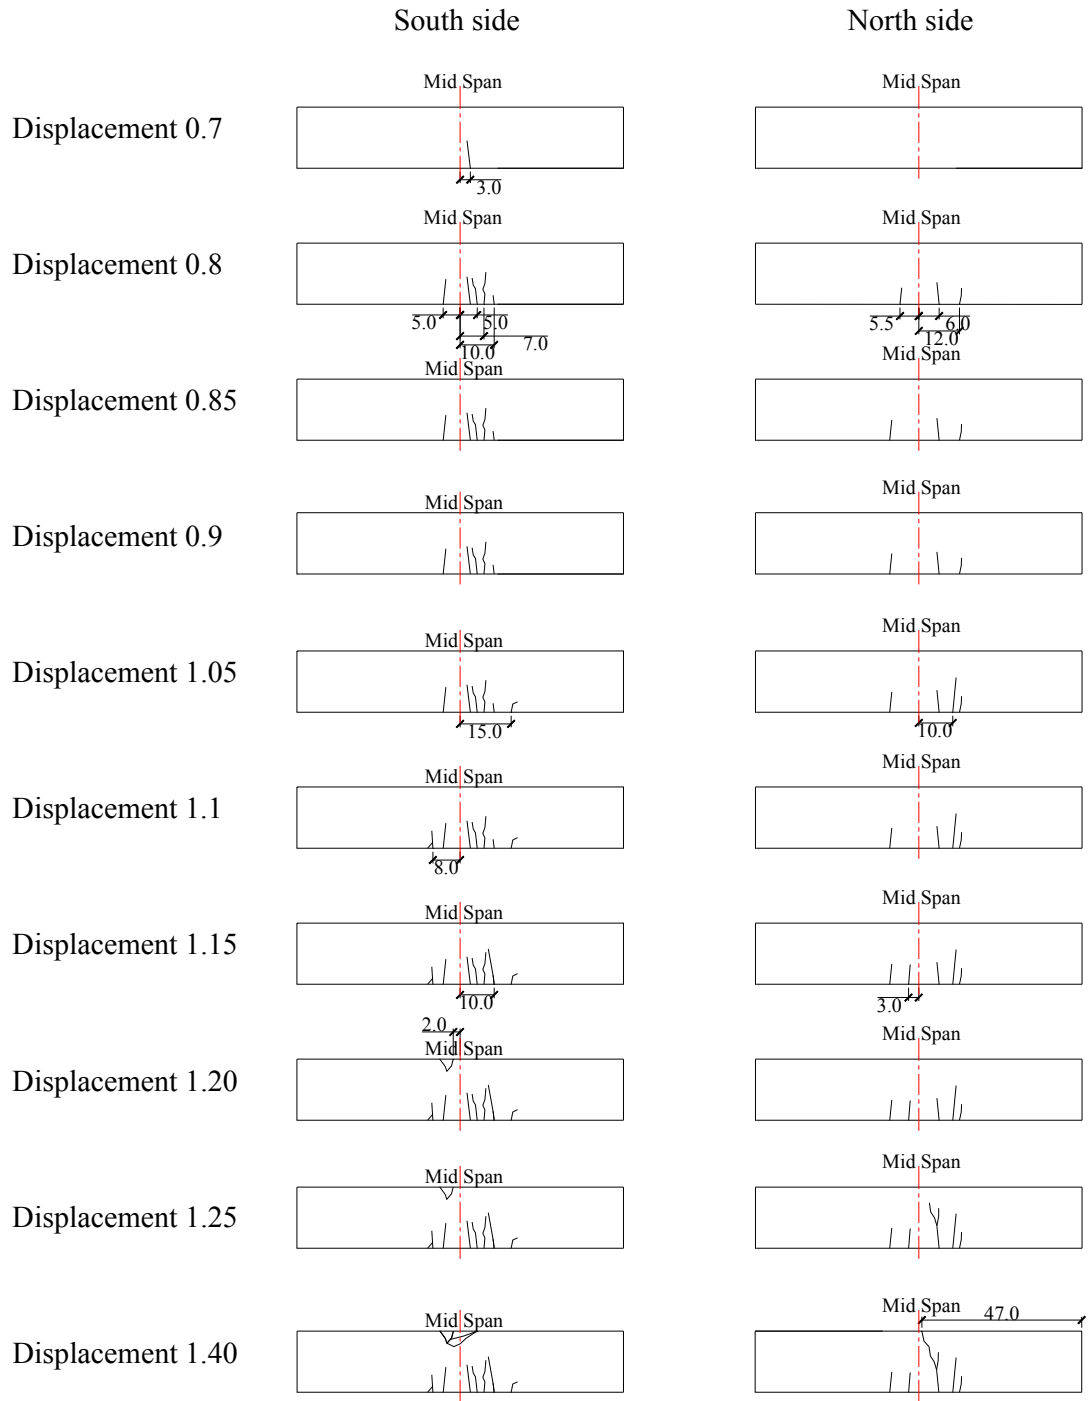 South side
North side
Mid Span
Mid Span
Displacement 0.7
3.0
Mid Span
Mid Span
Displacement 0.8
5.0
5.0
7.0
10.0
5.5
6.0
12.0
Mid Span
Mid Span
Displacement 0.85
Mid Span
Mid Span
Displacement 0.9
Mid Span
Mid Span
Displacement 1.05
15.0
10.0
Mid Span
Mid Span
Displacement 1.1
8.0
Mid Span
Mid Span
Displacement 1.15
10.0
3.0
2.0
Mid Span
Mid Span
Displacement 1.20
Mid Span
Mid Span
Displacement 1.25
Mid Span
Mid Span
47.0
Displacement 1.40